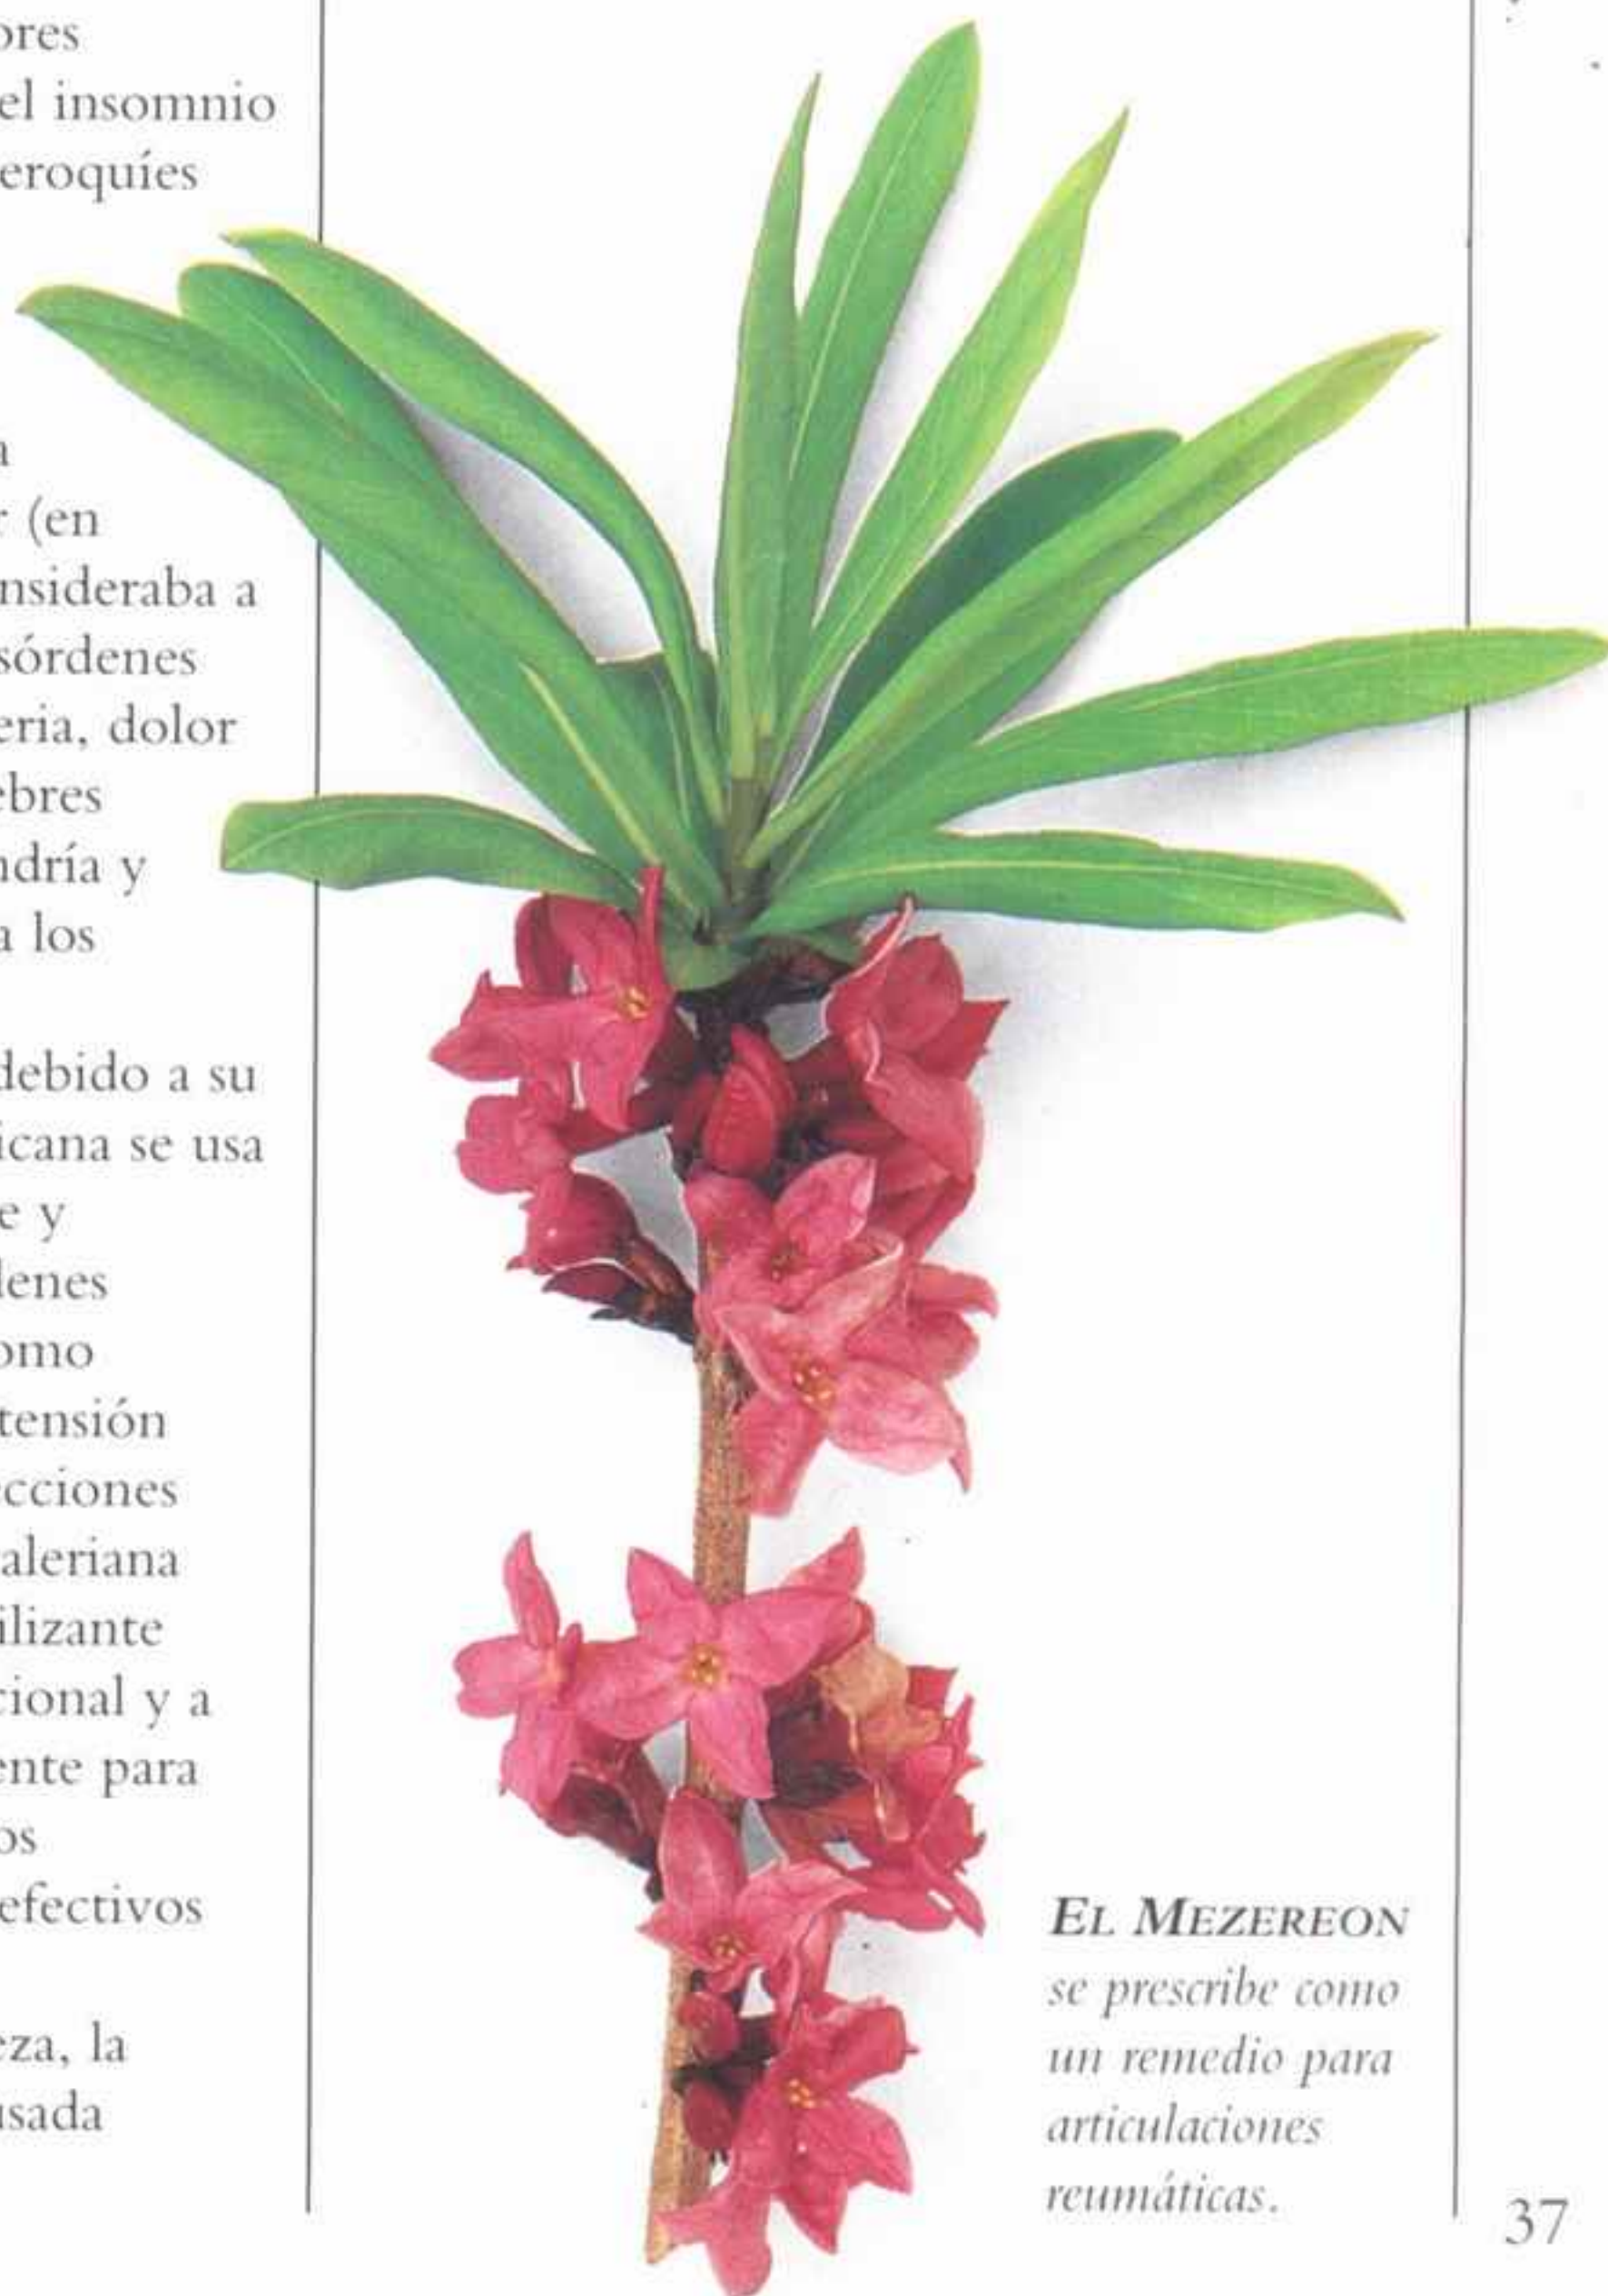 ores
el insomnio
eroquíes
a
r (en
nsideraba a
sórdenes
eria, dolor
ebres
ndría y
a los
debido a su
icana se usa
e y
denes
omo
tensión
cciones
aleriana
ilizante
cional y a
ente para
os
efectivos
eza, la
usada
EL MEZEREON
se prescribe como
un remedio para
articulaciones
reumáticas.
37